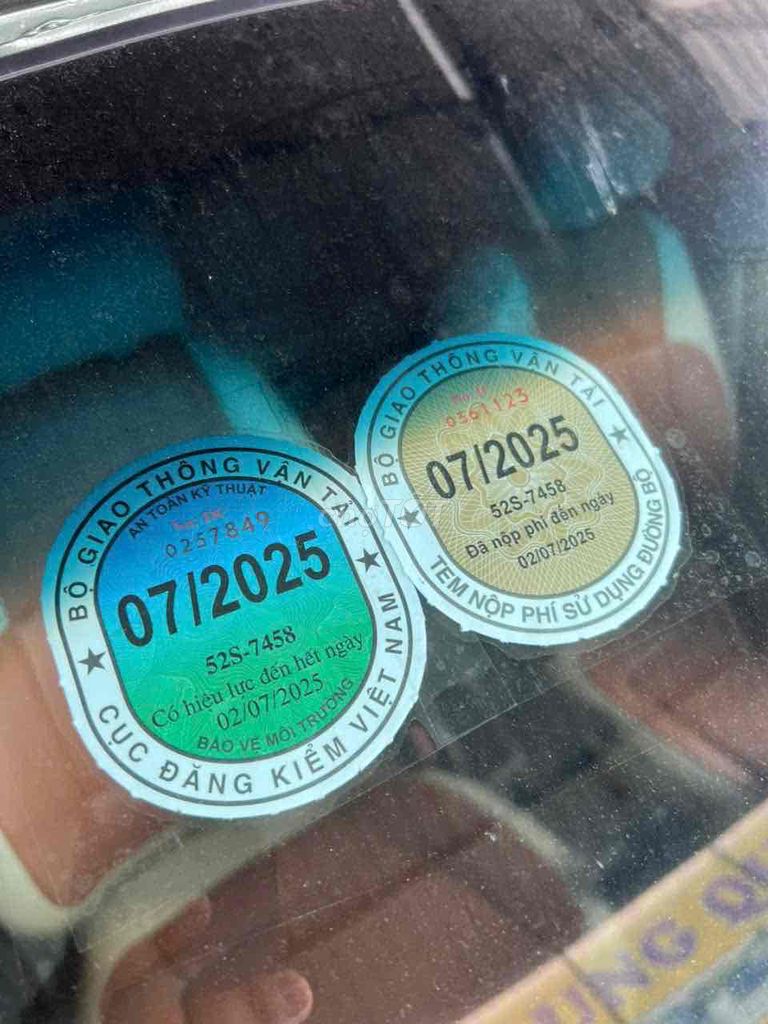 BỘ GIAO THÔNG VẬN TẢI
AN TOÀN KỸ THUẬT
0257849
07/2025
52S-7458
Có hiệu lực đến hết ngày
02/07/2025
BẢO VỆ MÔI TRƯỜNG
CỤC ĐĂNG KIỂM VIỆT NAM
BỘ GIAO THÔNG VẬN TẢI
0361123
07/2025
52S-7458
Đã nộp phí đến ngày
02/07/2025
TEM NỘP PHÍ SỬ DỤNG ĐƯỜNG BỘ